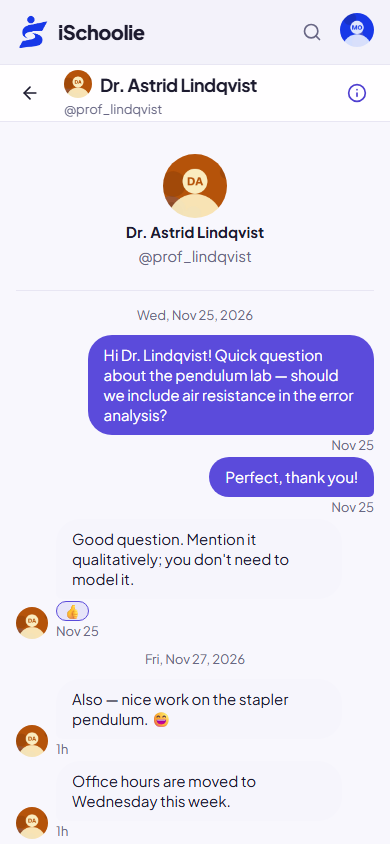 iSchoolie
MO
DA
Dr. Astrid Lindqvist
@prof_lindqvist
DA
Dr. Astrid Lindqvist
@prof_lindqvist
Wed, Nov 25, 2026
Hi Dr. Lindqvist! Quick question
about the pendulum lab — should
we include air resistance in the error
analysis?
Nov 25
Perfect, thank you!
Nov 25
Good question. Mention it
qualitatively; you don't need to
model it.
👍
DA
Nov 25
Fri, Nov 27, 2026
Also — nice work on the stapler
pendulum. 😄
DA
1h
Office hours are moved to
Wednesday this week.
DA
1h